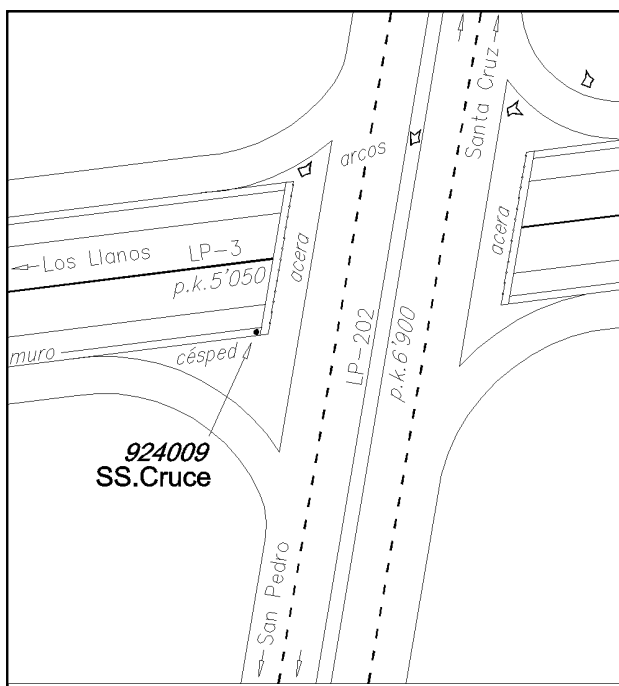 Santa Cruz
arcos
acera
acera
Los Llanos
LP-3
p.k.5'050
muro
césped
LP-202
p.k.6'900
924009
SS.Cruce
San Pedro